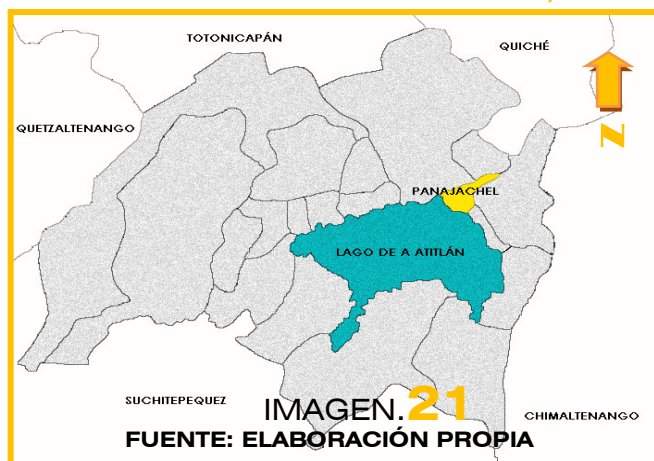 TOTONICAPÁN
QUICHÉ
QUETZALTENANGO
N
PANAJACHEL
LAGO DE A ATITLÁN
SUCHITEPEQUEZ
IMAGEN.21
CHIMALTENANGO
FUENTE: ELABORACIÓN PROPIA